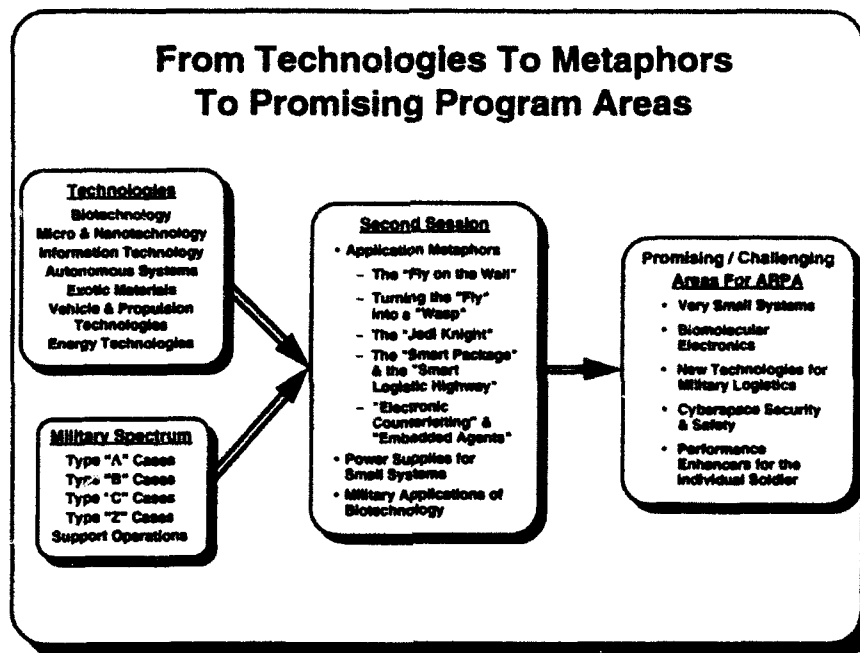 From Technologies To Metaphors
To Promising Program Areas
Technologies
Biotechnology
Micro & Nanotechnology
Information Technology
Autonomous Systems
Exotic Materials
Vehicle & Propulsion
Technologies
Energy Technologies
Military Spectrum
Type "A" Cases
Type "B" Cases
Type "C" Cases
Type "Z" Cases
Support Operations
Second Session
• Application Metaphors
– The "Fly on the Wall"
– Turning the "Fly"
into a "Wasp"
– The "Jedi Knight"
– The "Smart Package"
& the "Smart
Logistic Highway"
– "Electronic
Counterfeiting" &
"Embedded Agents"
• Power Supplies for
Small Systems
• Military Applications of
Biotechnology
Promising / Challenging
Areas For ARPA
• Very Small Systems
• Biomolecular
Electronics
• New Technologies for
Military Logistics
• Cyberspace Security
& Safety
• Performance
Enhancers for the
Individual Soldier